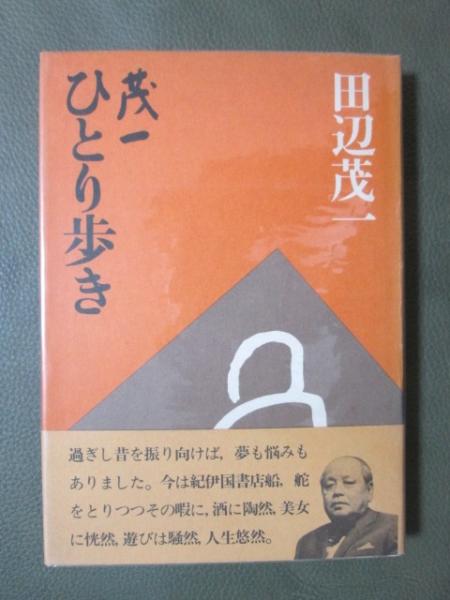 田辺茂一
茂一
ひとり歩き
過ぎし昔を振り向けば，夢も悩みも
ありました。今は紀伊国書店船，舵
をとりつつその暇に，酒に陶然，美女
に恍然，遊びは騒然，人生悠然。